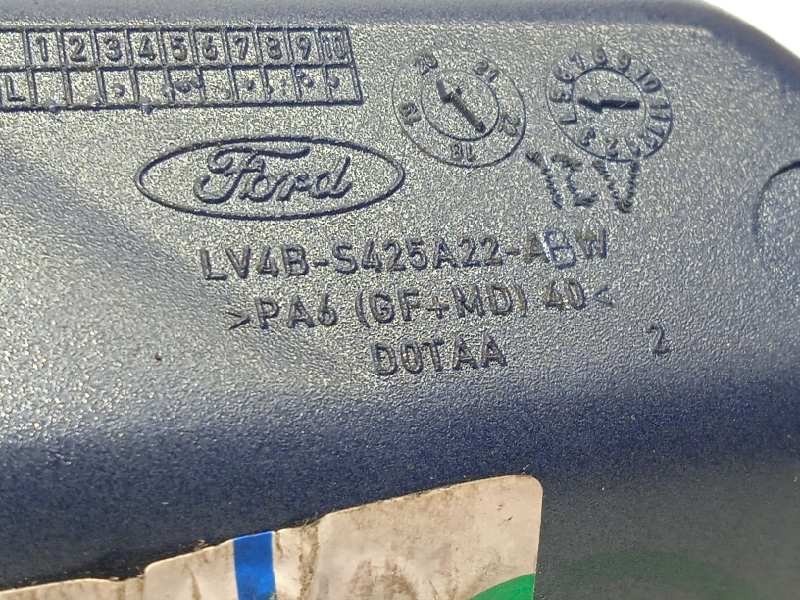 1 2 3 4 5 6 7 8 9 10
L
Ford
LV4B-S425A22-ABW
>PA6 (GF+MD) 40<
D0TAA
2